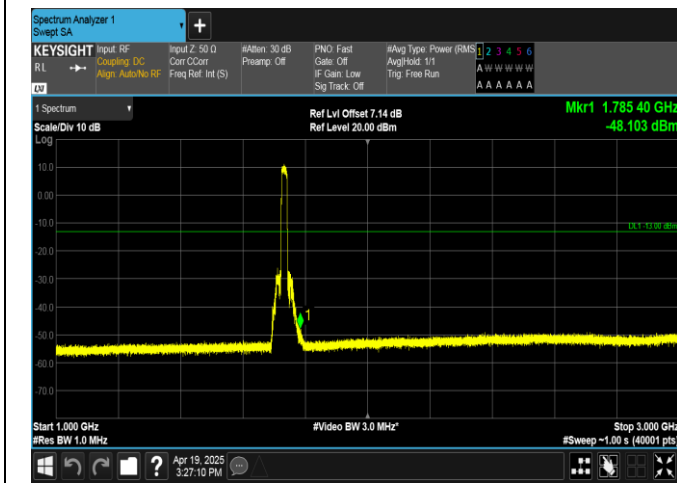 Spectrum Analyzer 1
Swept SA
KEYSIGHT Input: RF Input Z: 50 Ω #Atten: 30 dB PNO: Fast #Avg Type: Power (RMS 1 2 3 4 5 6
RL Coupling: DC Corr CCorr Preamp: Off Gate: Off Avg|Hold: 1/1 A W W W W W
Align: Auto/No RF Freq Ref: Int (S) IF Gain: Low Trig: Free Run
LXI Sig Track: Off A A A A A A
1 Spectrum Ref Lvl Offset 7.14 dB Mkr1 1.785 40 GHz
Scale/Div 10 dB Ref Level 20.00 dBm -48.103 dBm
Log
10.0
0.00
-10.0
DL1 -13.00 dBm
-20.0
-30.0
-40.0
1
-50.0
-60.0
-70.0
Start 1.000 GHz #Video BW 3.0 MHz* Stop 3.000 GHz
#Res BW 1.0 MHz #Sweep ~1.00 s (40001 pts)
? Apr 19, 2025
3:27:10 PM